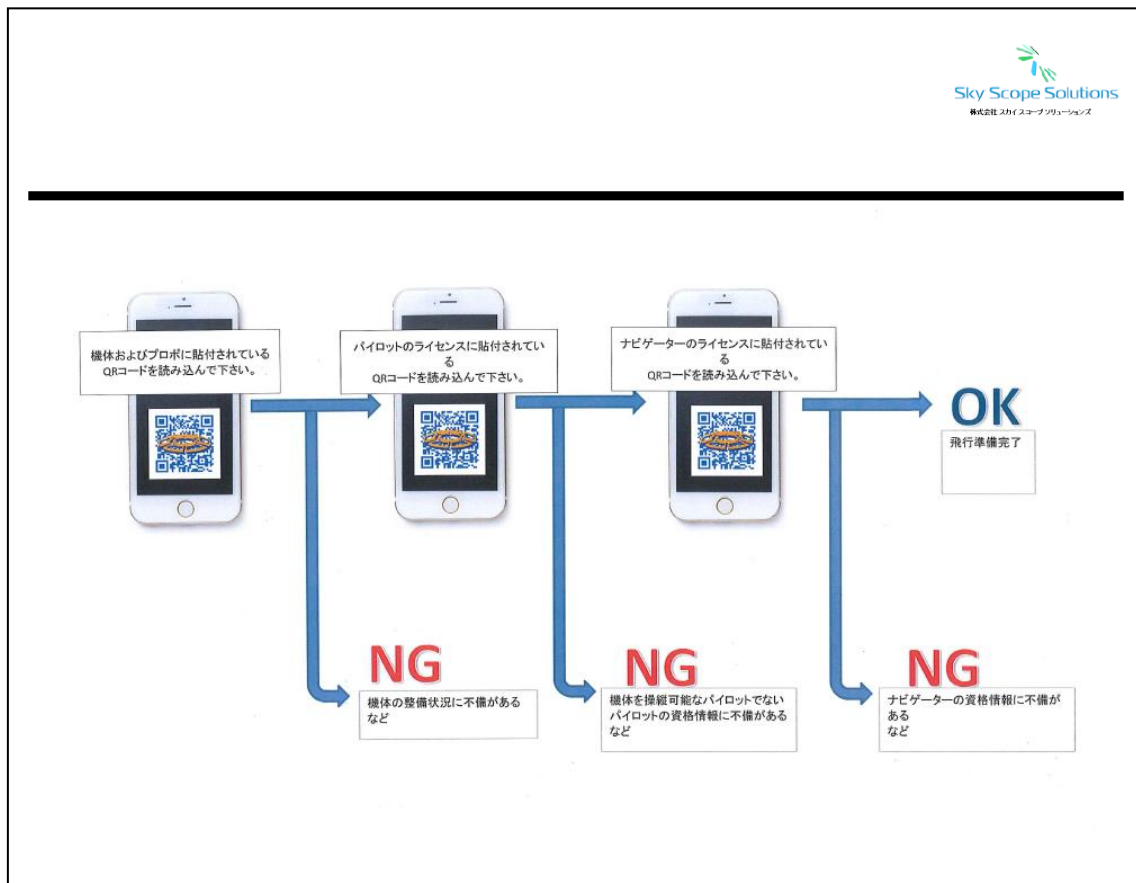 Sky Scope Solutions
株式会社 スカイスコープソリューションズ
機体およびプロポに貼付されている
QRコードを読み込んで下さい。
パイロットのライセンスに貼付されてい
る
QRコードを読み込んで下さい。
ナビゲーターのライセンスに貼付されてい
る
QRコードを読み込んで下さい。
OK
飛行準備完了
NG
機体の整備状況に不備がある
など
NG
機体を操縦可能なパイロットでない
パイロットの資格情報に不備がある
など
NG
ナビゲーターの資格情報に不備が
ある
など